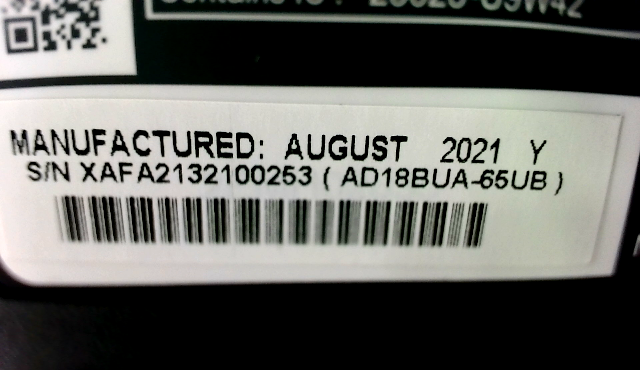 MANUFACTURED: AUGUST 2021 Y
S/N XAFA2132100253 ( AD18BUA-65UB )